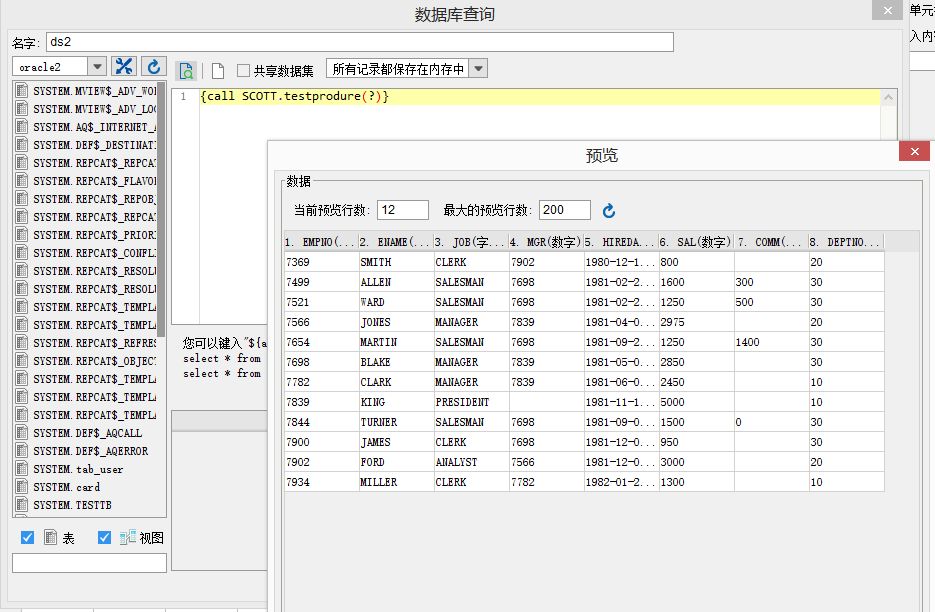 数据库查询
单元
名字: ds2
入内
oracle2
共享数据集
所有记录都保存在内存中
1 {call SCOTT.testprodure(?)}
SYSTEM.MVIEW$_ADV_WO
SYSTEM.MVIEW$_ADV_LO
SYSTEM.AQ$_INTERNET_
SYSTEM.DEF$_DESTINAT
SYSTEM.REPCAT$_REPCA
SYSTEM.REPCAT$_FLAVO
SYSTEM.REPCAT$_REPOB
SYSTEM.REPCAT$_REPCA
SYSTEM.REPCAT$_PRIOR
SYSTEM.REPCAT$_CONFL
SYSTEM.REPCAT$_RESOL
SYSTEM.REPCAT$_RESOL
SYSTEM.REPCAT$_TEMPL
SYSTEM.REPCAT$_TEMPL
SYSTEM.REPCAT$_REFRE
SYSTEM.REPCAT$_OBJEC
SYSTEM.REPCAT$_TEMPL
SYSTEM.REPCAT$_TEMPL
SYSTEM.REPCAT$_TEMPL
SYSTEM.DEF$_AQCALL
SYSTEM.DEF$_AQERROR
SYSTEM.tab_user
SYSTEM.card
SYSTEM.TESTTB
表 视图
您可以键入"${a
select * from
select * from
预览
数据
当前预览行数: 12 最大的预览行数: 200
1. EMPNO(... 2. ENAME(... 3. JOB(字... 4. MGR(数字) 5. HIREDA... 6. SAL(数字) 7. COMM(... 8. DEPTNO...
7369 SMITH CLERK 7902 1980-12-1... 800 20
7499 ALLEN SALESMAN 7698 1981-02-2... 1600 300 30
7521 WARD SALESMAN 7698 1981-02-2... 1250 500 30
7566 JONES MANAGER 7839 1981-04-0... 2975 20
7654 MARTIN SALESMAN 7698 1981-09-2... 1250 1400 30
7698 BLAKE MANAGER 7839 1981-05-0... 2850 30
7782 CLARK MANAGER 7839 1981-06-0... 2450 10
7839 KING PRESIDENT 1981-11-1... 5000 10
7844 TURNER SALESMAN 7698 1981-09-0... 1500 0 30
7900 JAMES CLERK 7698 1981-12-0... 950 30
7902 FORD ANALYST 7566 1981-12-0... 3000 20
7934 MILLER CLERK 7782 1982-01-2... 1300 10